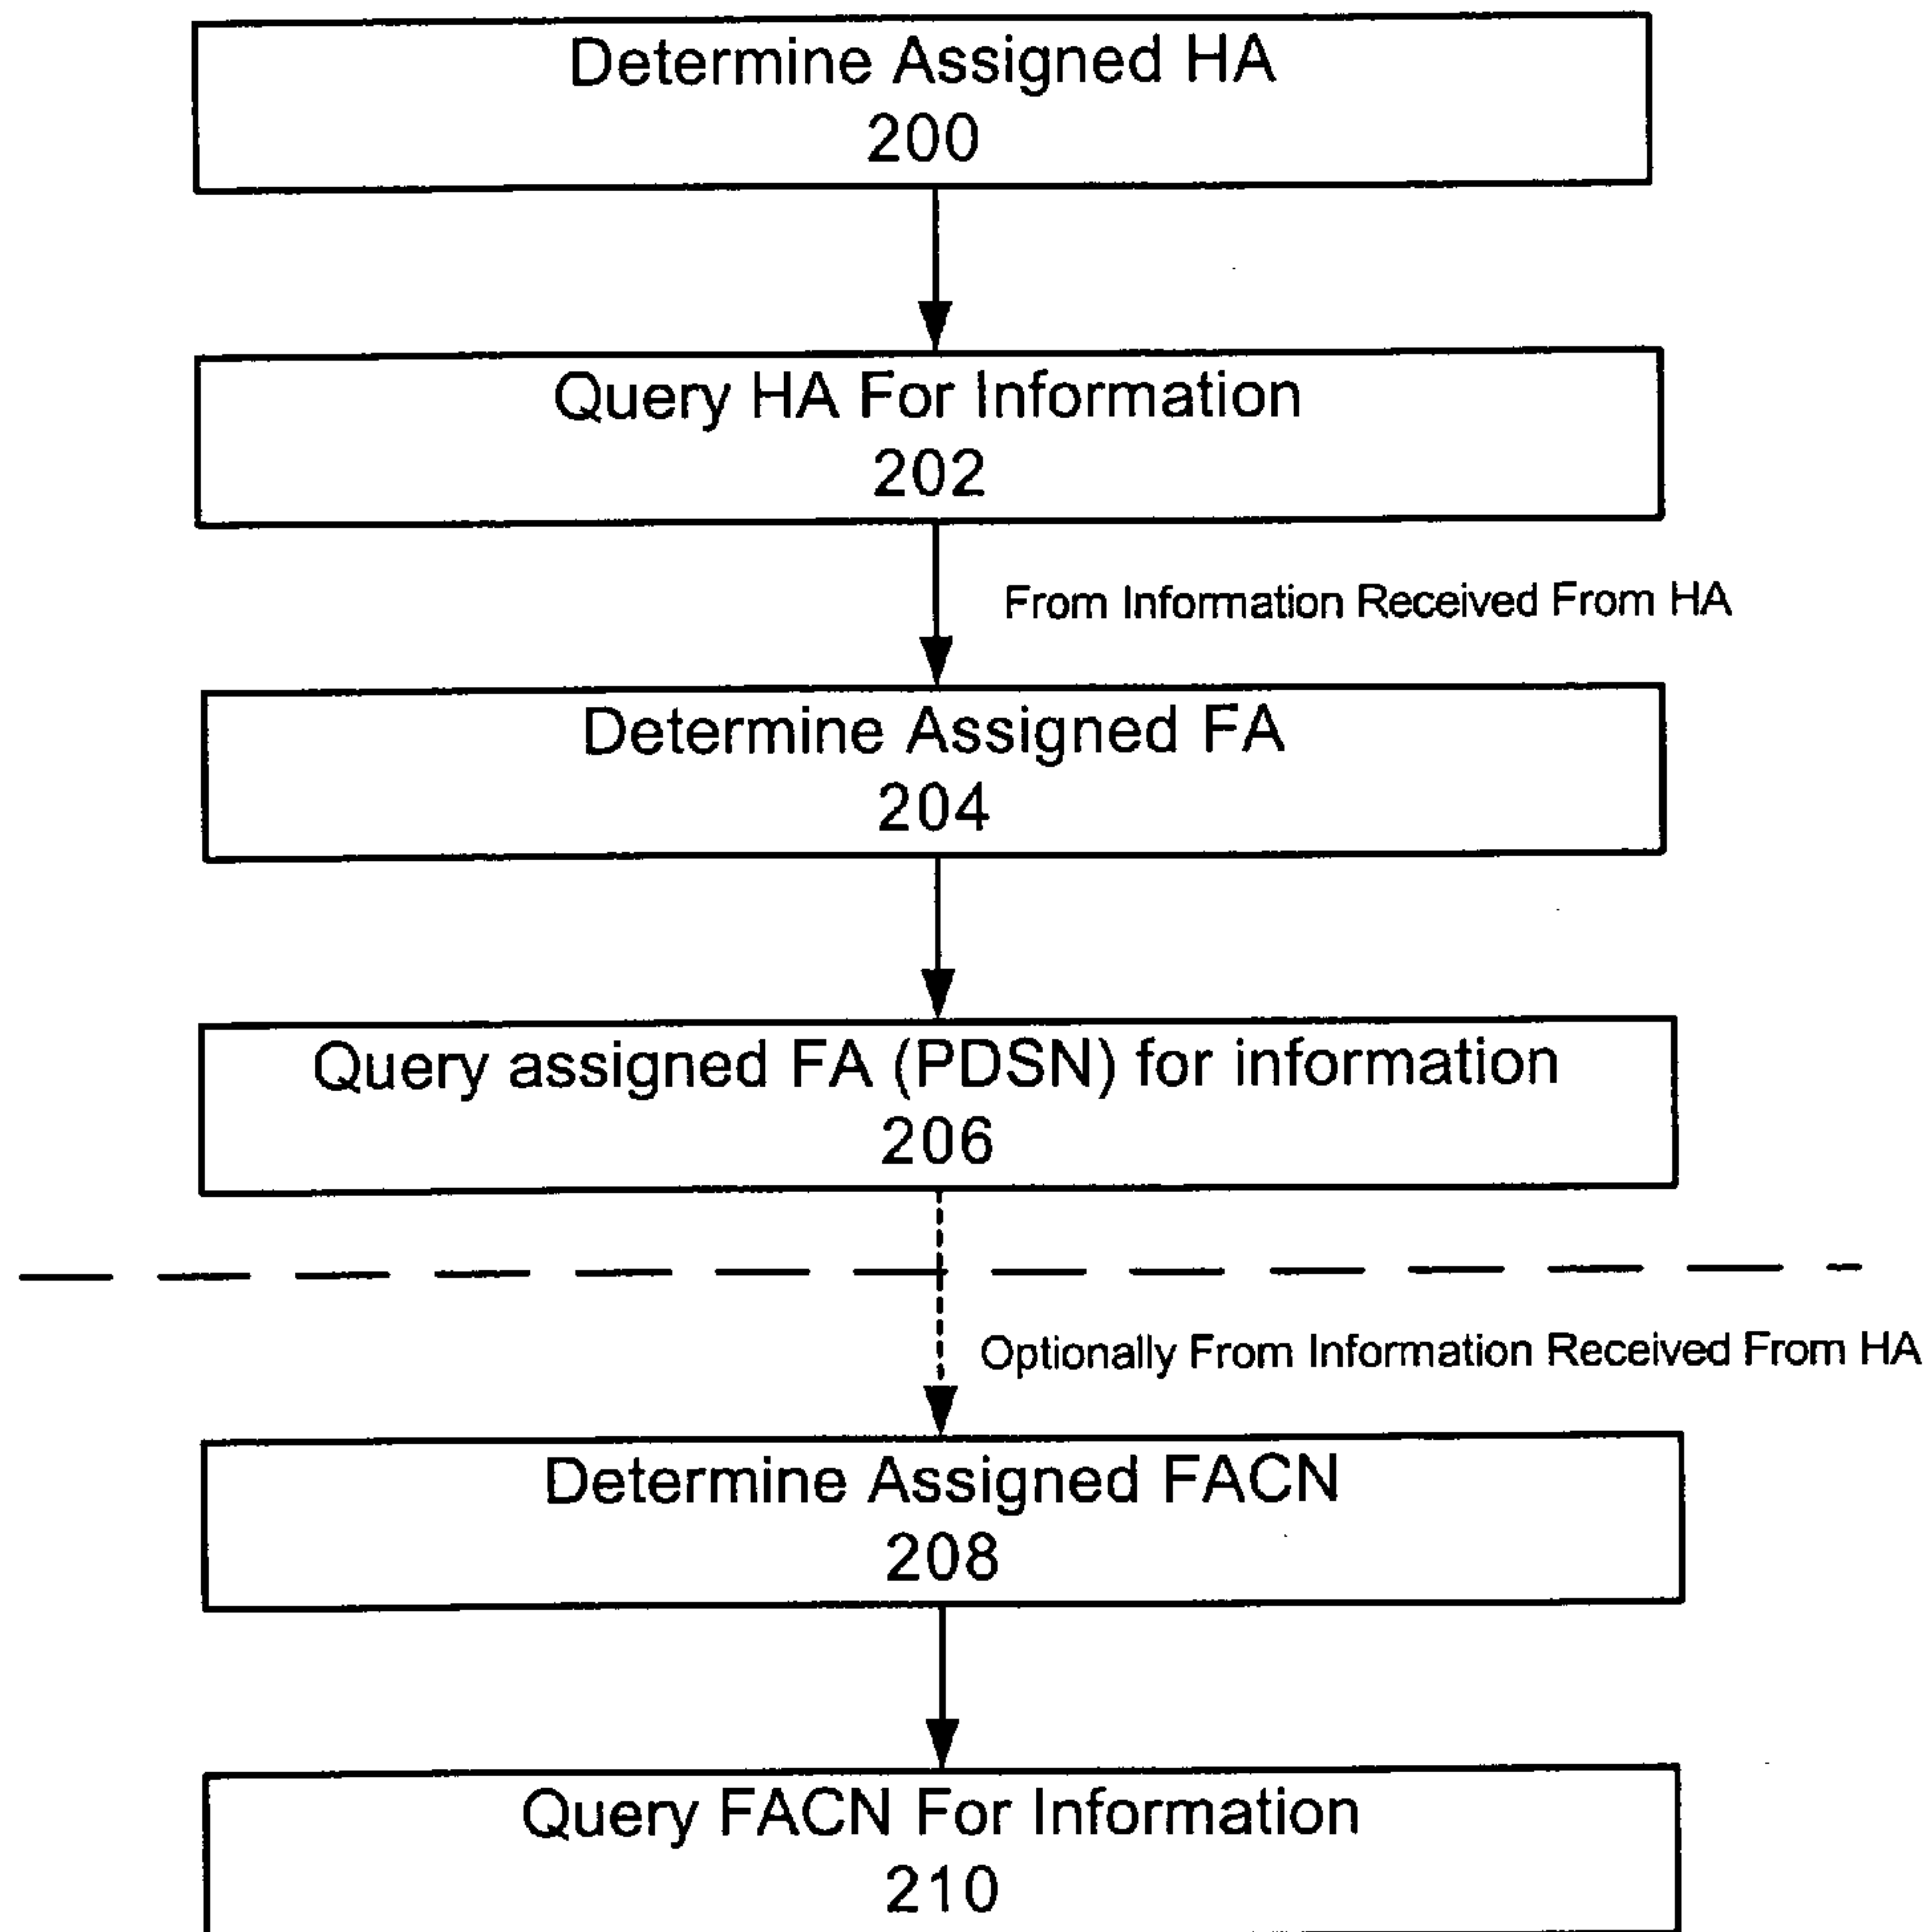 Determine Assigned HA
200
Query HA For Information
202
From Information Received From HA
Determine Assigned FA
204
Query assigned FA (PDSN) for information
206
Optionally From Information Received From HA
Determine Assigned FACN
208
Query FACN For Information
210